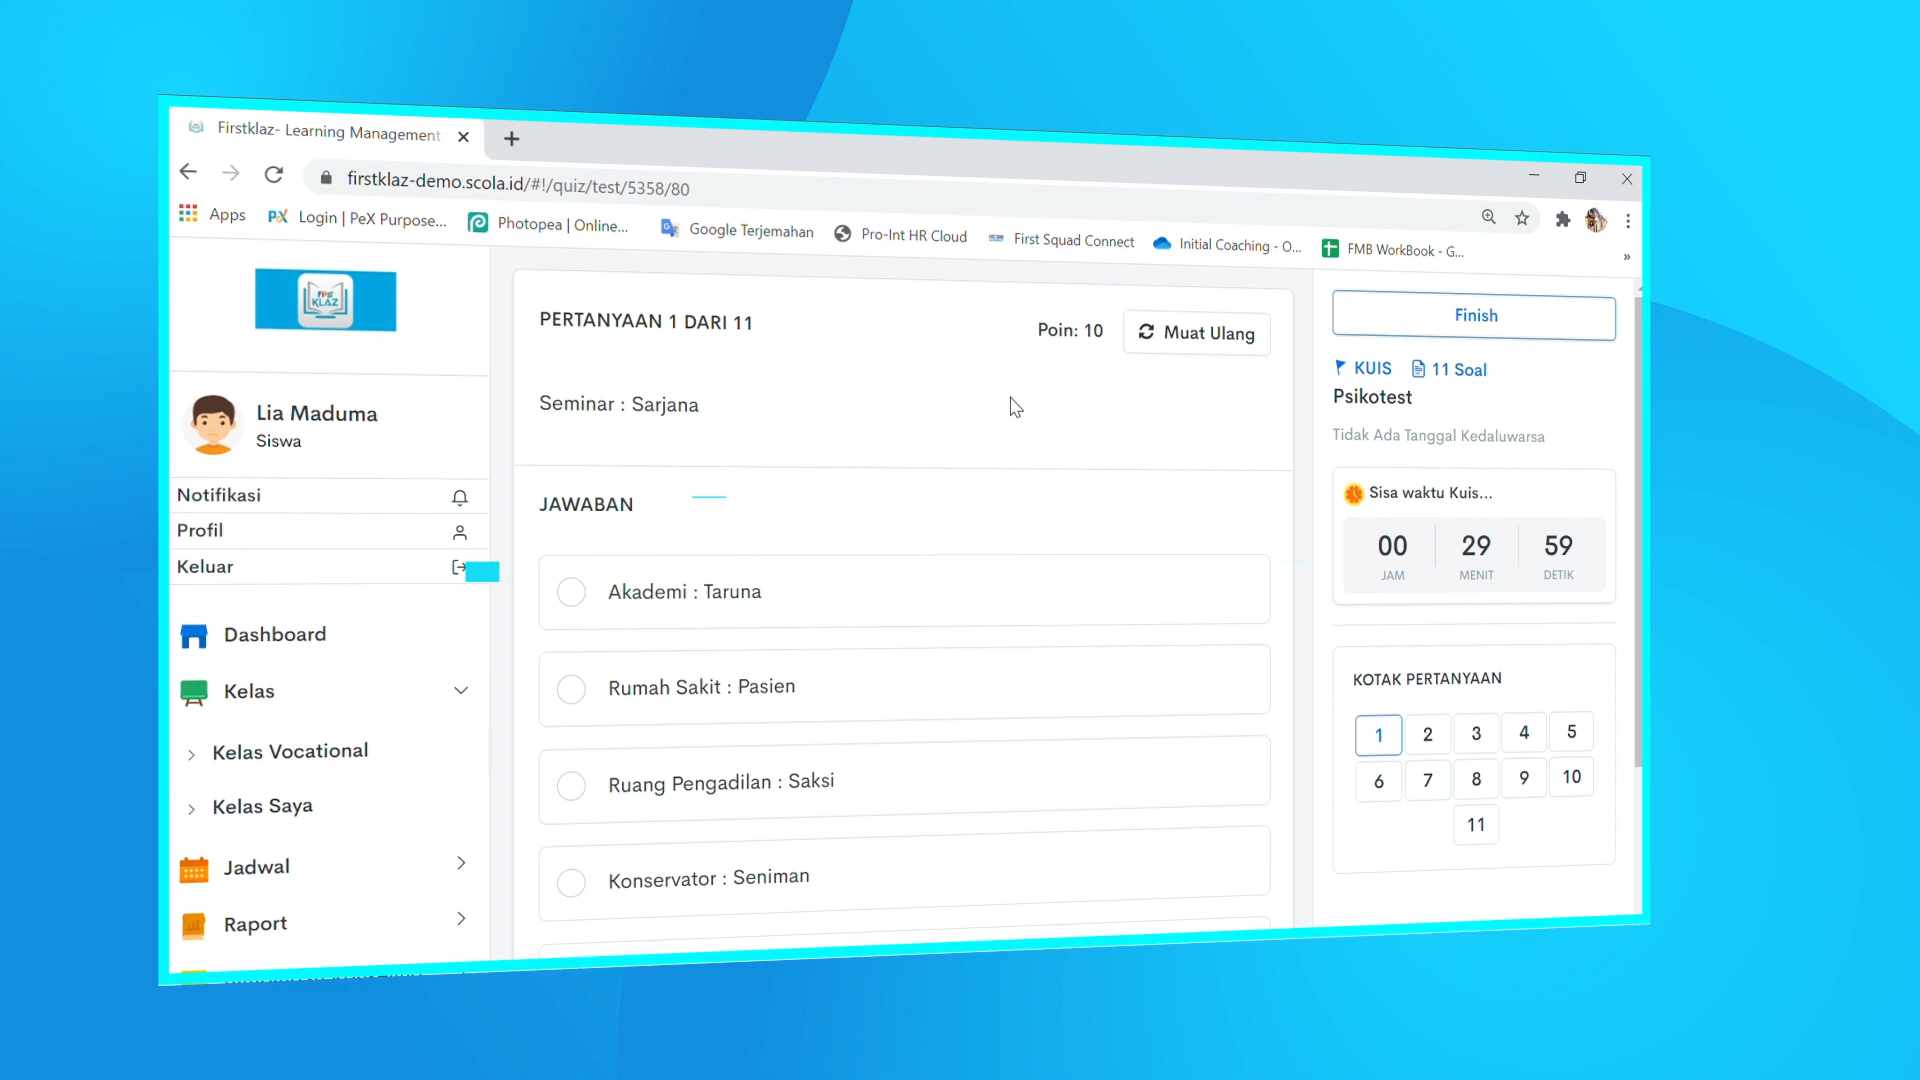 Firstklaz- Learning Management
firstklaz-demo.scola.id/#!/quiz/test/5358/80
Apps
Login | PeX Purpose...
Photopea | Online...
Google Terjemahan
Pro-Int HR Cloud
First Squad Connect
Initial Coaching - O...
FMB WorkBook - G...
»
FIRST
KLAZ
Lia Maduma
Siswa
Notifikasi
Profil
Keluar
Dashboard
Kelas
Kelas Vocational
Kelas Saya
Jadwal
Raport
PERTANYAAN 1 DARI 11
Poin: 10
Muat Ulang
Seminar : Sarjana
JAWABAN
Akademi : Taruna
Rumah Sakit : Pasien
Ruang Pengadilan : Saksi
Konservator : Seniman
Finish
KUIS
11 Soal
Psikotest
Tidak Ada Tanggal Kedaluwarsa
Sisa waktu Kuis...
00 29 59
JAM MENIT DETIK
KOTAK PERTANYAAN
1 2 3 4 5
6 7 8 9 10
11